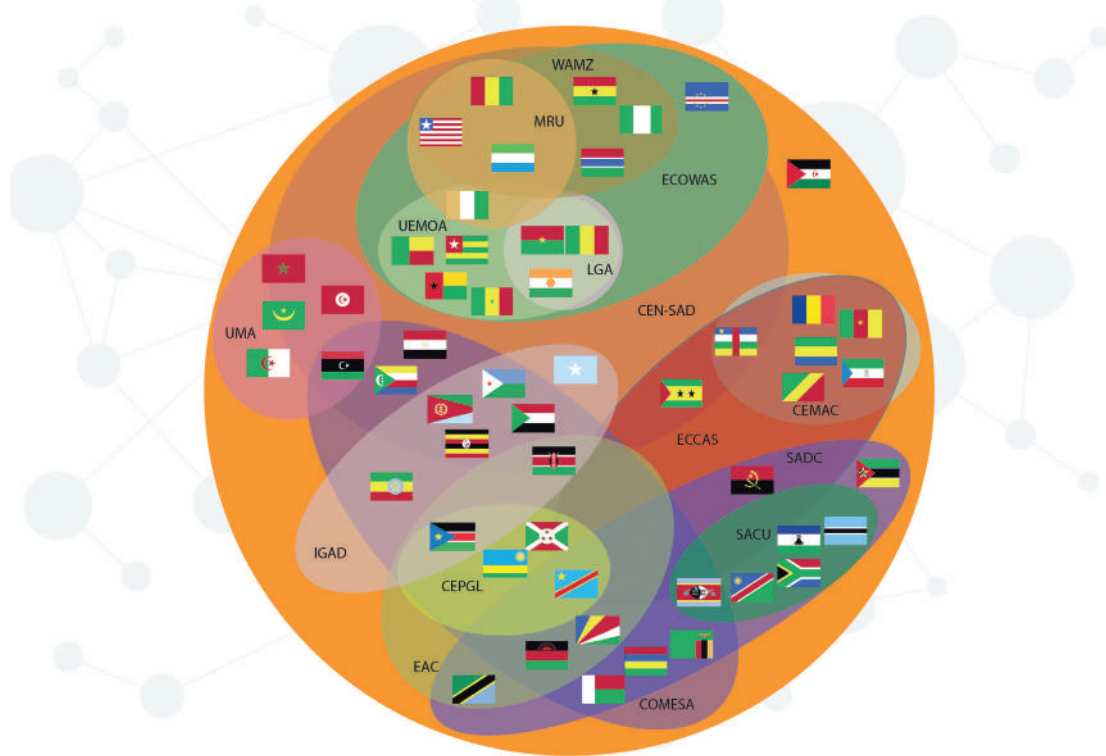 WAMZ
MRU
ECOWAS
UEMOA
LGA
CEN-SAD
UMA
CEMAC
ECCAS
SADC
SACU
IGAD
CEPGL
EAC
COMESA